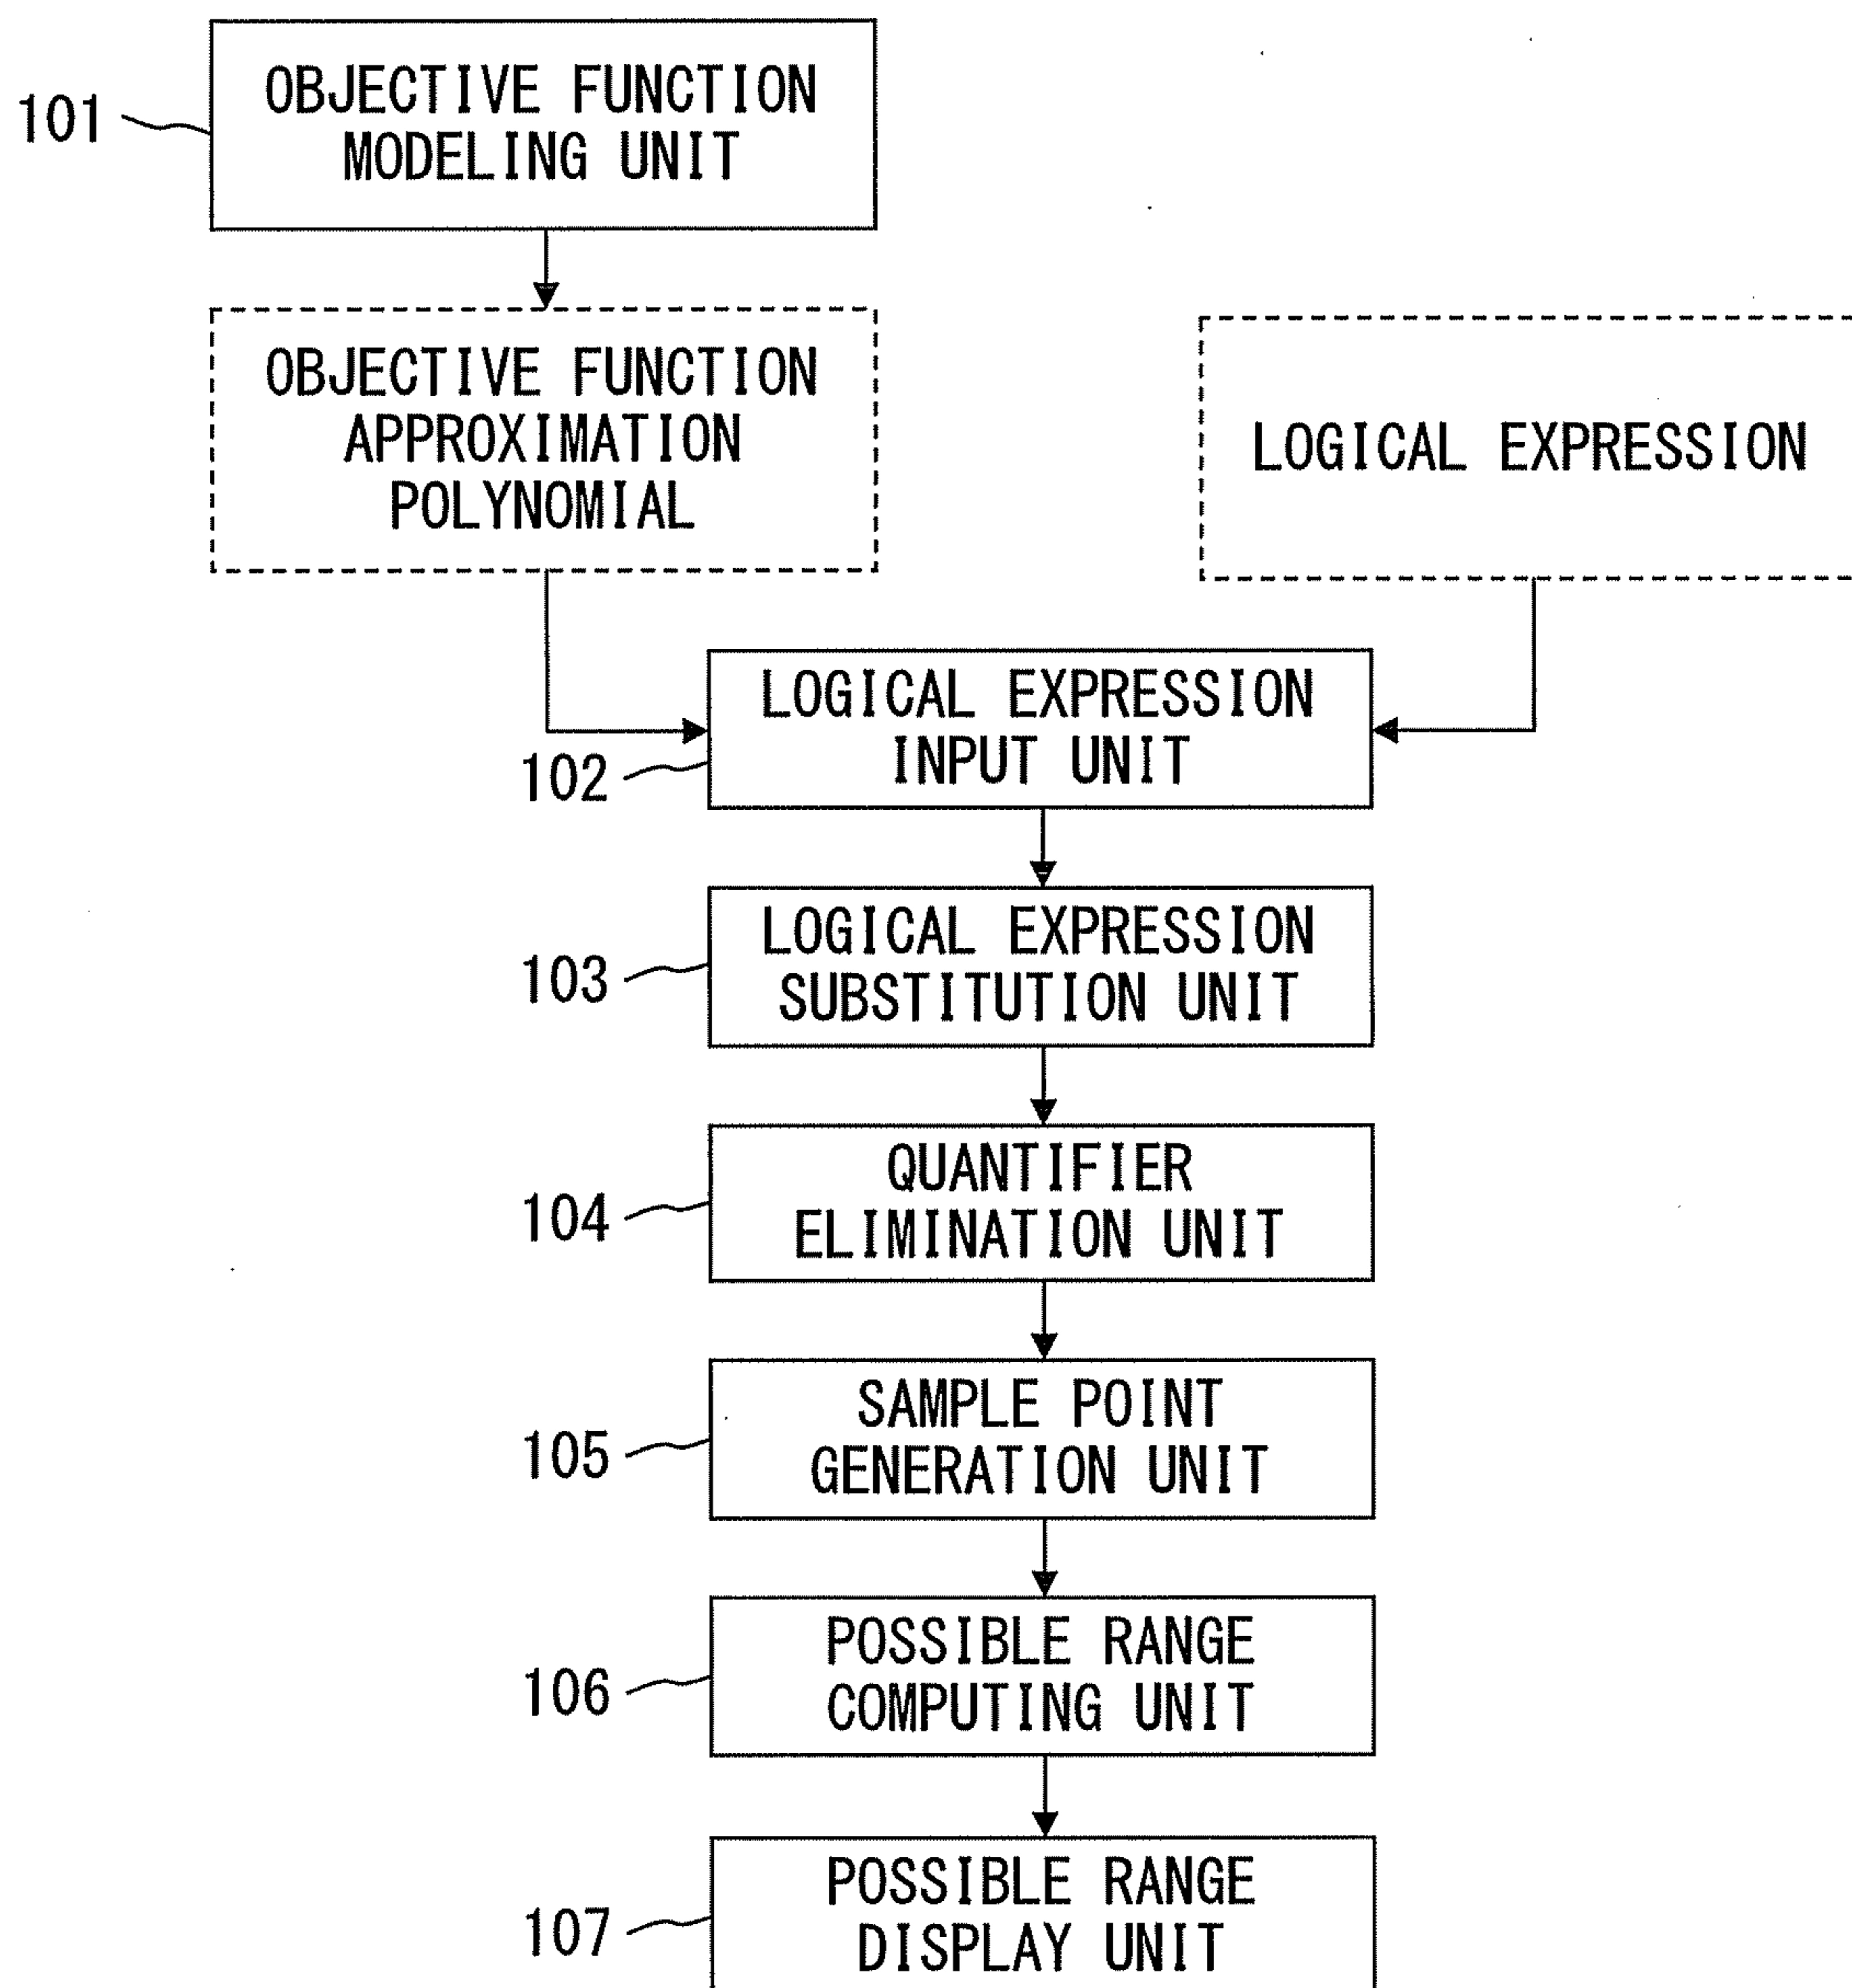 OBJECTIVE FUNCTION
MODELING UNIT
101
OBJECTIVE FUNCTION
APPROXIMATION
POLYNOMIAL
LOGICAL EXPRESSION
LOGICAL EXPRESSION
INPUT UNIT
102
LOGICAL EXPRESSION
SUBSTITUTION UNIT
103
QUANTIFIER
ELIMINATION UNIT
104
SAMPLE POINT
GENERATION UNIT
105
POSSIBLE RANGE
COMPUTING UNIT
106
POSSIBLE RANGE
DISPLAY UNIT
107